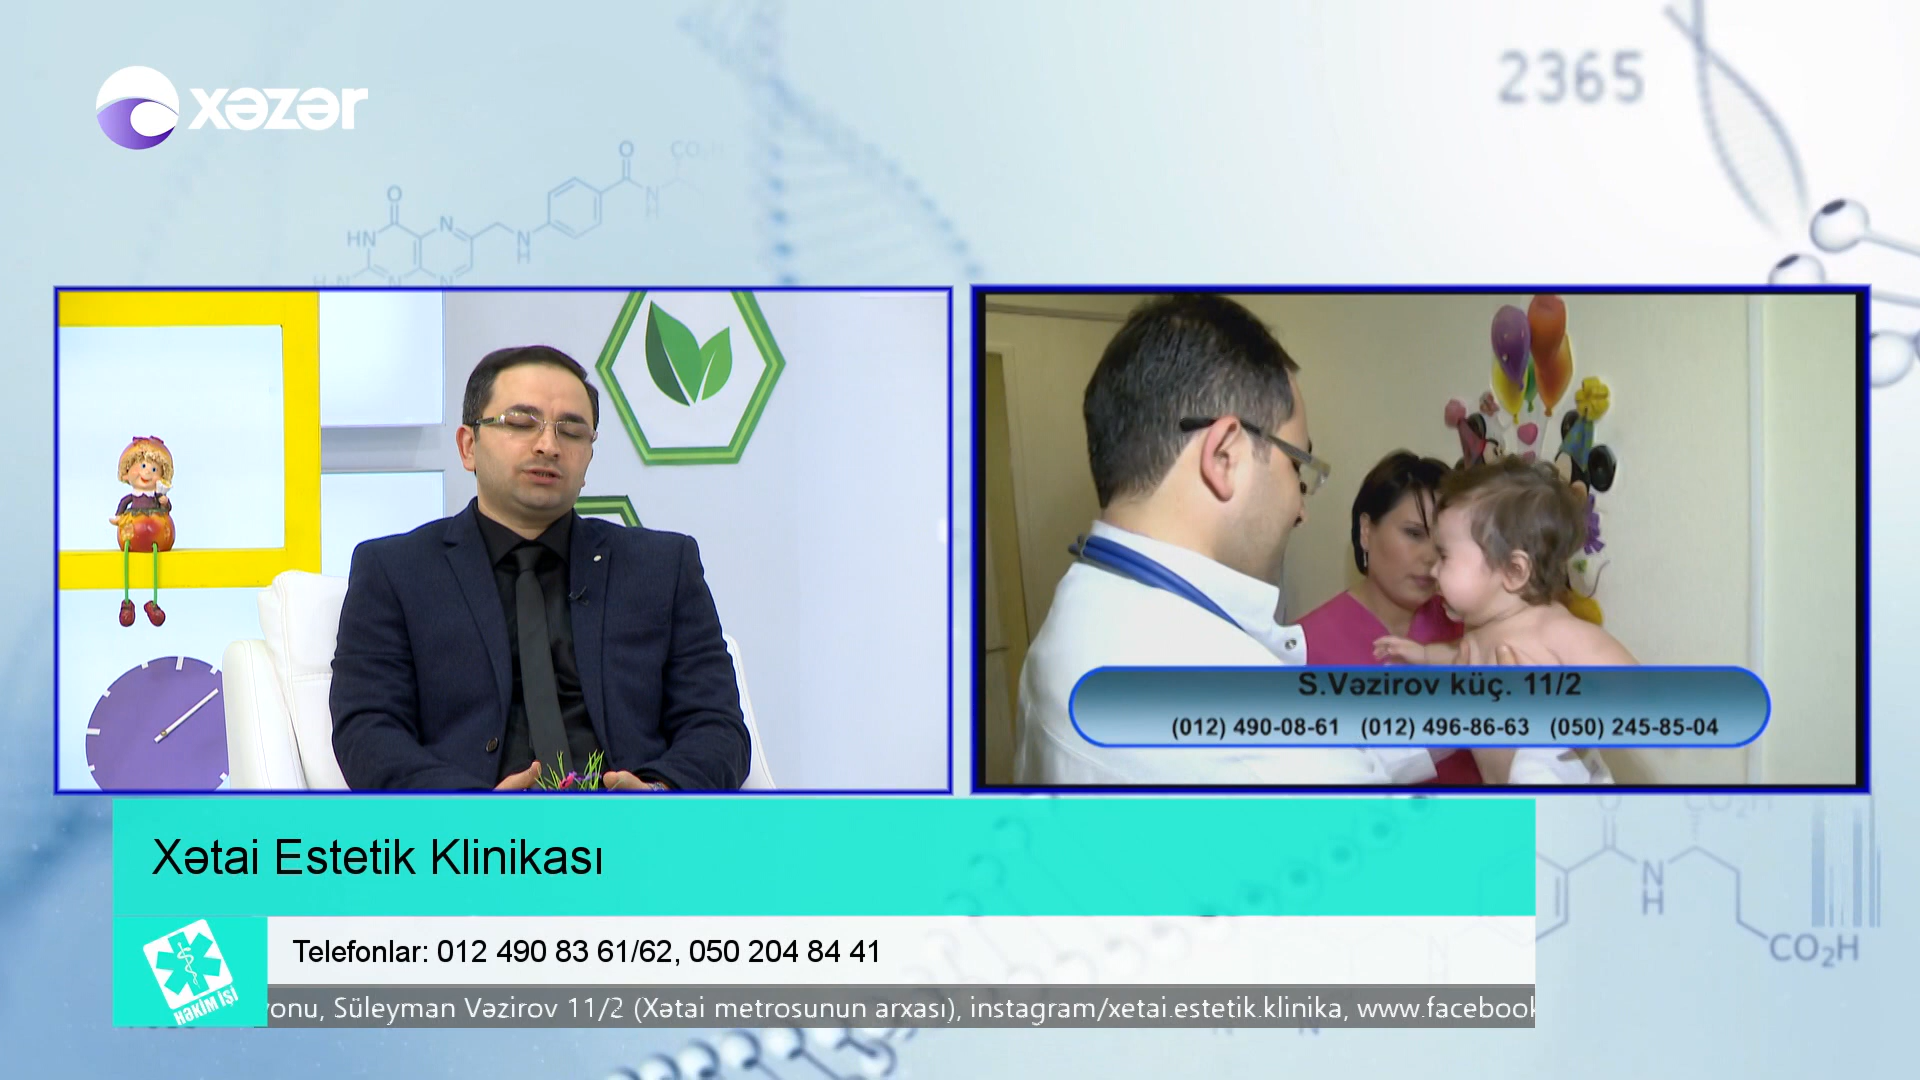 xəzər
2365
S.Vəzirov küç. 11/2
(012) 490-08-61 (012) 496-86-63 (050) 245-85-04
Xətai Estetik Klinikası
Telefonlar: 012 490 83 61/62, 050 204 84 41
HƏKİM İŞİ
yonu, Süleyman Vəzirov 11/2 (Xətai metrosunun arxası), instagram/xetai.estetik.klinika, www.facebook
CO₂H